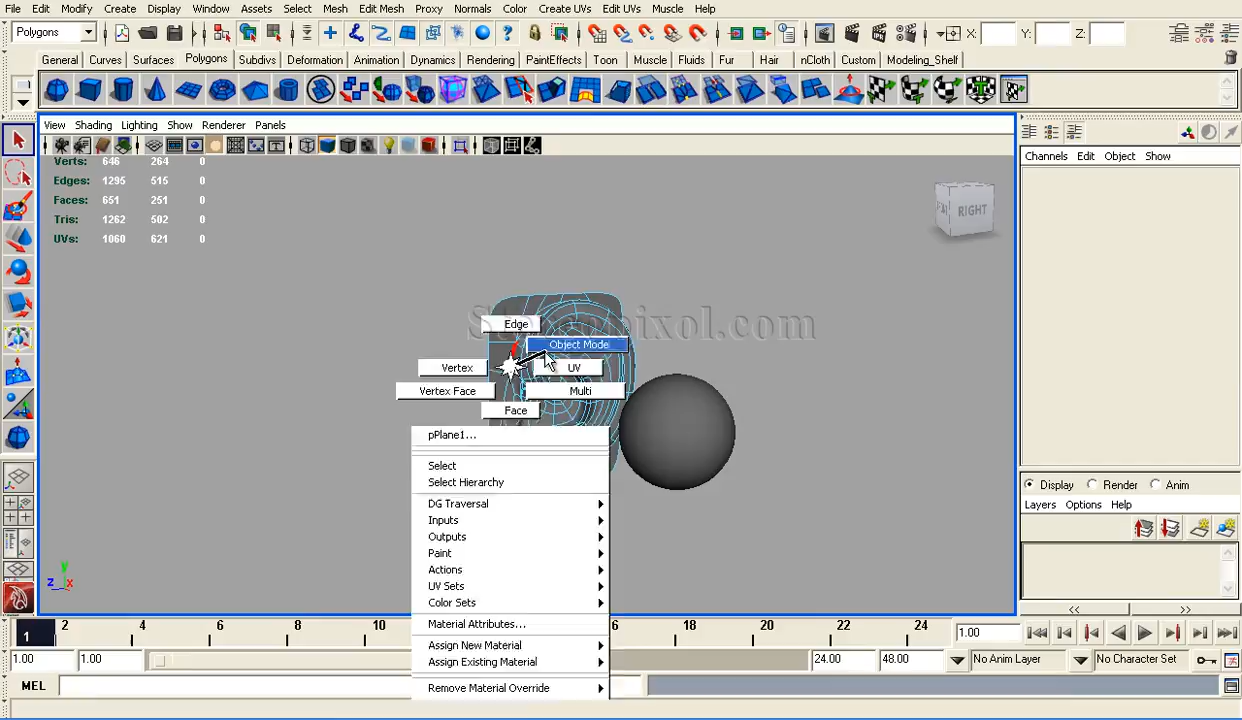 File Edit Modify Create Display Window Assets Select Mesh Edit Mesh Proxy Normals Color Create UVs Edit UVs Muscle Help
Polygons X: Y: Z:
General Curves Surfaces Polygons Subdivs Deformation Animation Dynamics Rendering PaintEffects Toon Muscle Fluids Fur Hair nCloth Custom Modeling_Shelf
View Shading Lighting Show Renderer Panels
Channels Edit Object Show
Verts: 646 264 0
Edges: 1295 515 0
Faces: 651 251 0
Tris: 1262 502 0
UVs: 1060 621 0
RIGHT
Edge
Object Mode
Vertex UV
Vertex Face Multi
Face
pPlane1...
Select
Select Hierarchy
DG Traversal
Inputs
Outputs
Paint
Actions
UV Sets
Color Sets
Material Attributes...
Assign New Material
Assign Existing Material
Remove Material Override
y
z x
Display Render Anim
Layers Options Help
<< >>
1 2 4 6 8 10 16 18 20 22 24 1.00
1.00 1.00 24.00 48.00 No Anim Layer No Character Set
MEL